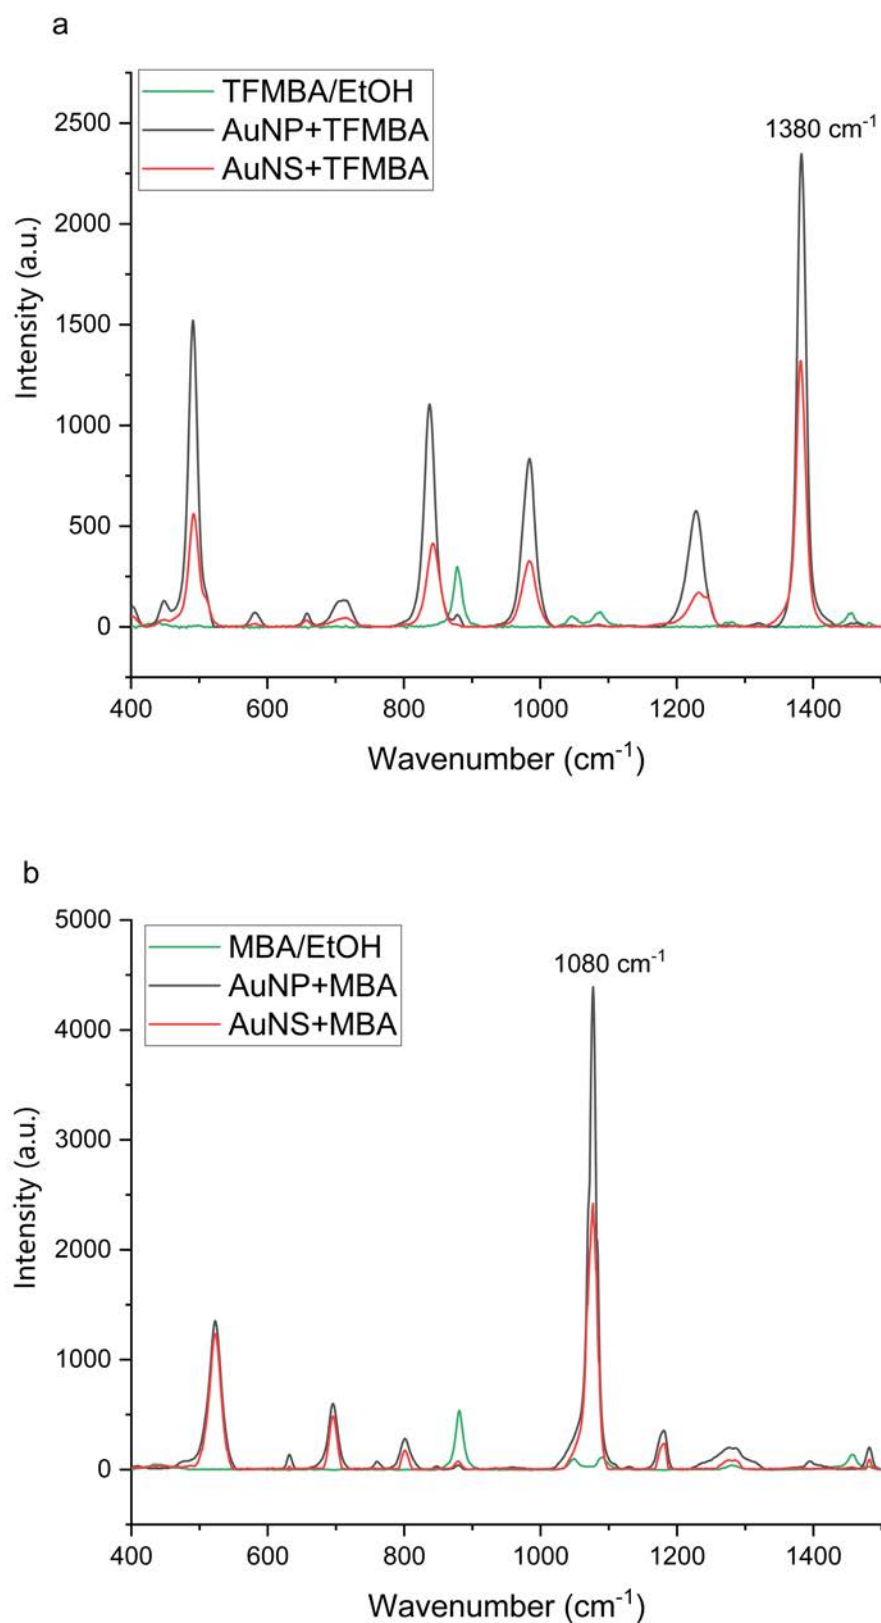 a
TFMBA/EtOH
AuNP+TFMBA
AuNS+TFMBA
1380 cm⁻¹
2500
2000
1500
1000
500
0
Intensity (a.u.)
400 600 800 1000 1200 1400
Wavenumber (cm⁻¹)
b
MBA/EtOH
AuNP+MBA
AuNS+MBA
1080 cm⁻¹
5000
4000
3000
2000
1000
0
Intensity (a.u.)
400 600 800 1000 1200 1400
Wavenumber (cm⁻¹)